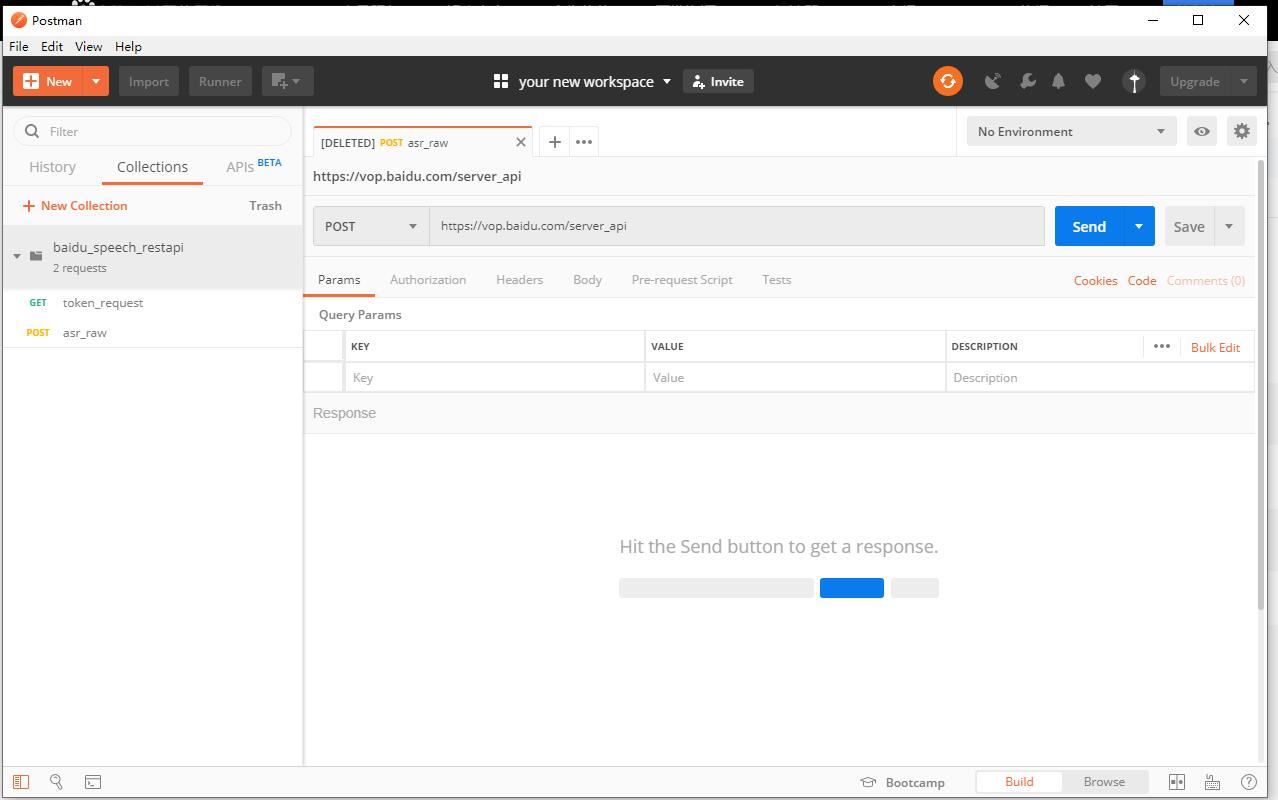 Postman
File Edit View Help
New Import Runner your new workspace Invite Upgrade
Filter
History Collections APIs BETA
New Collection Trash
baidu_speech_restapi
2 requests
GET token_request
POST asr_raw
[DELETED] POST asr_raw
No Environment
https://vop.baidu.com/server_api
POST https://vop.baidu.com/server_api Send Save
Params Authorization Headers Body Pre-request Script Tests Cookies Code Comments (0)
Query Params
KEY VALUE DESCRIPTION Bulk Edit
Key Value Description
Response
Hit the Send button to get a response.
Bootcamp Build Browse